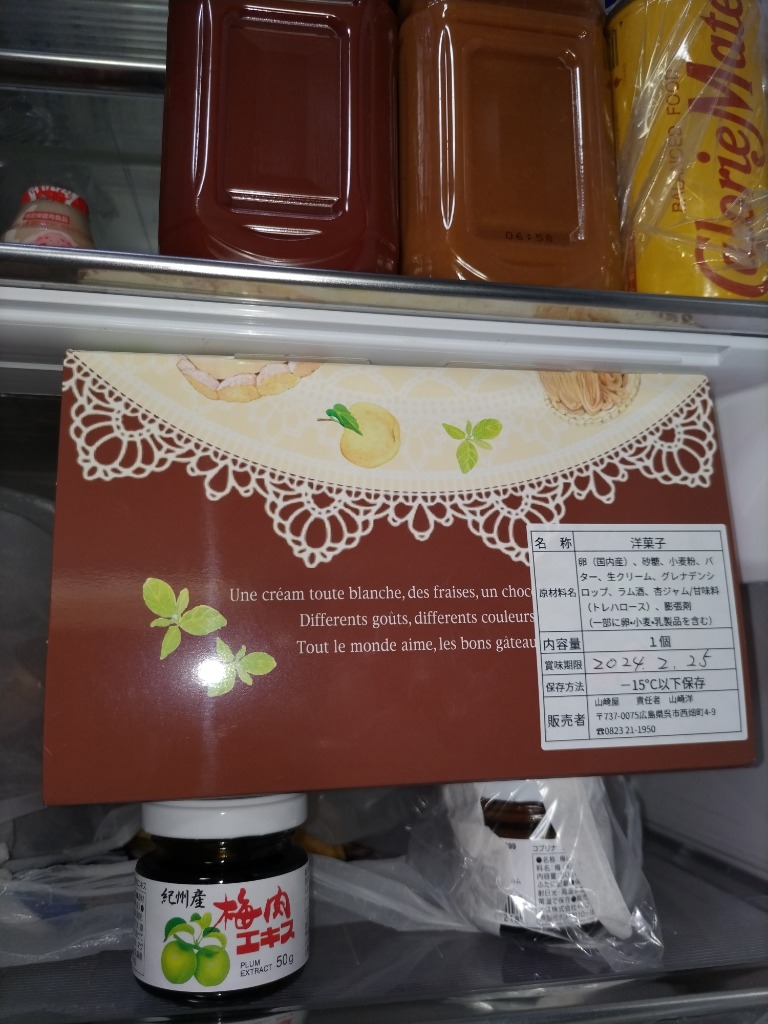 BALANCED FOOD
CalorieMate
06:58
Une créam toute blanche, des fraises, un choc
Differents goûts, differents couleurs
Tout le monde aime, les bons gâteau
名 称 洋菓子
原材料名 卵（国内産）、砂糖、小麦粉、バ
ター、生クリーム、グレナデンシ
ロップ、ラム酒、杏ジャム/甘味料
（トレハロース）、膨張剤
（一部に卵•小麦•乳製品を含む）
内容量 1個
賞味期限 2024 2. 25
保存方法 －15℃以下保存
販売者 山崎屋 責任者 山崎洋
〒737-0075広島県呉市西畑町4-9
☎0823 21-1950
紀州産
梅肉
エキス
PLUM
EXTRACT 50g
コプリナ